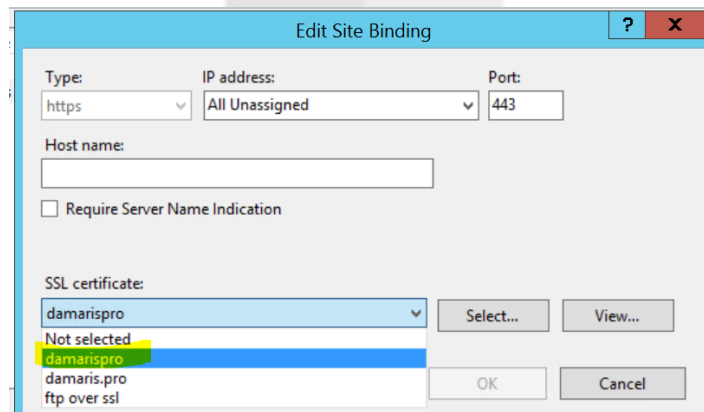 Edit Site Binding
? X
Type: IP address: Port:
https All Unassigned 443
Host name:
Require Server Name Indication
SSL certificate:
damarispro Select... View...
Not selected
damarispro
damaris.pro OK Cancel
ftp over ssl